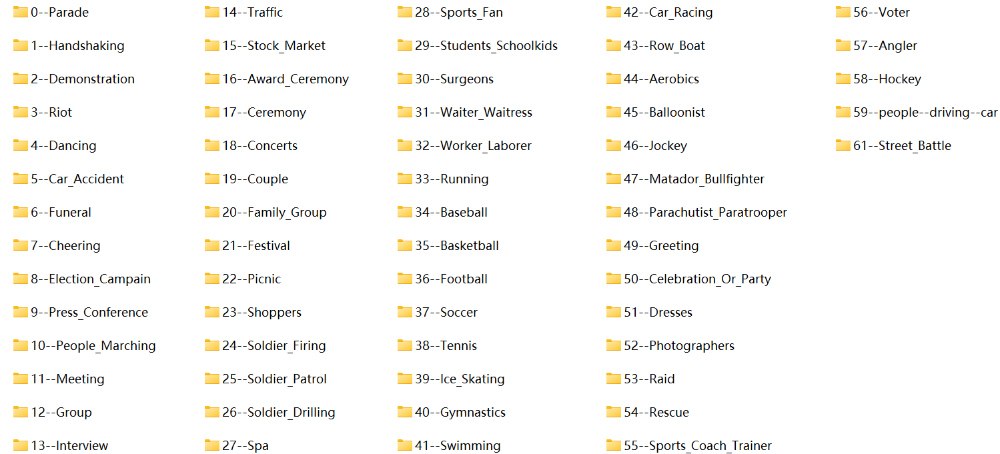 0--Parade
1--Handshaking
2--Demonstration
3--Riot
4--Dancing
5--Car_Accident
6--Funeral
7--Cheering
8--Election_Campain
9--Press_Conference
10--People_Marching
11--Meeting
12--Group
13--Interview
14--Traffic
15--Stock_Market
16--Award_Ceremony
17--Ceremony
18--Concerts
19--Couple
20--Family_Group
21--Festival
22--Picnic
23--Shoppers
24--Soldier_Firing
25--Soldier_Patrol
26--Soldier_Drilling
27--Spa
28--Sports_Fan
29--Students_Schoolkids
30--Surgeons
31--Waiter_Waitress
32--Worker_Laborer
33--Running
34--Baseball
35--Basketball
36--Football
37--Soccer
38--Tennis
39--Ice_Skating
40--Gymnastics
41--Swimming
42--Car_Racing
43--Row_Boat
44--Aerobics
45--Balloonist
46--Jockey
47--Matador_Bullfighter
48--Parachutist_Paratrooper
49--Greeting
50--Celebration_Or_Party
51--Dresses
52--Photographers
53--Raid
54--Rescue
55--Sports_Coach_Trainer
56--Voter
57--Angler
58--Hockey
59--people--driving--car
61--Street_Battle